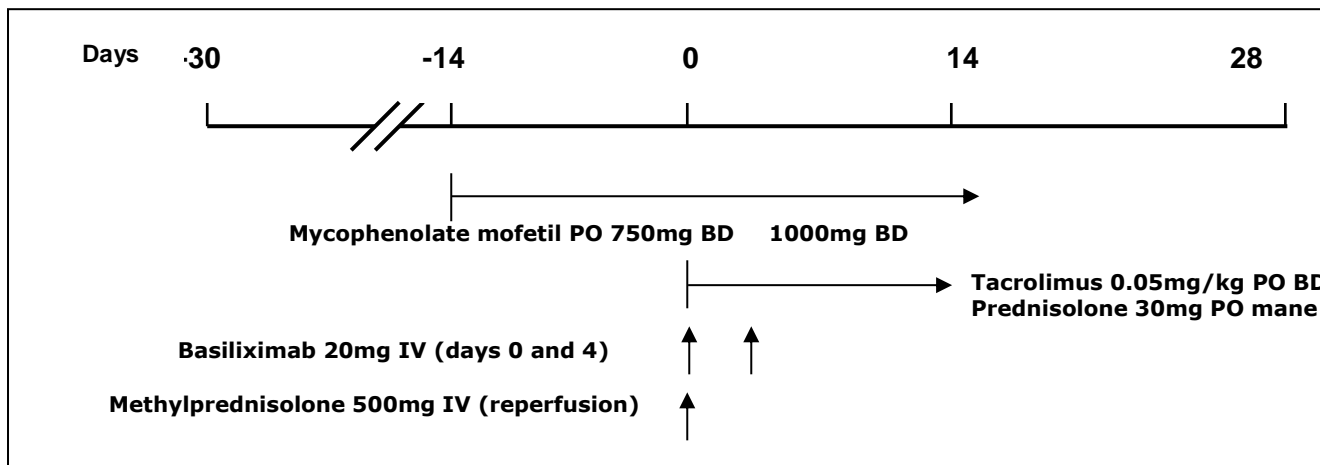 Days -30 -14 0 14 28
Mycophenolate mofetil PO 750mg BD 1000mg BD
Tacrolimus 0.05mg/kg PO BD
Prednisolone 30mg PO mane
Basiliximab 20mg IV (days 0 and 4)
Methylprednisolone 500mg IV (reperfusion)